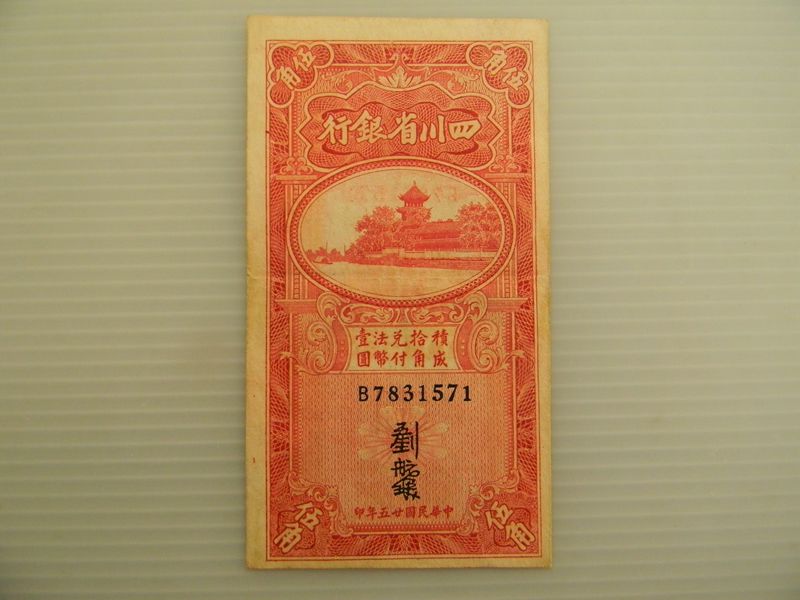 伍角 伍角
四川省銀行
積成拾角兑付法幣壹圓
B7831571
劉航琛
中華民國廿五年印
伍角 伍角